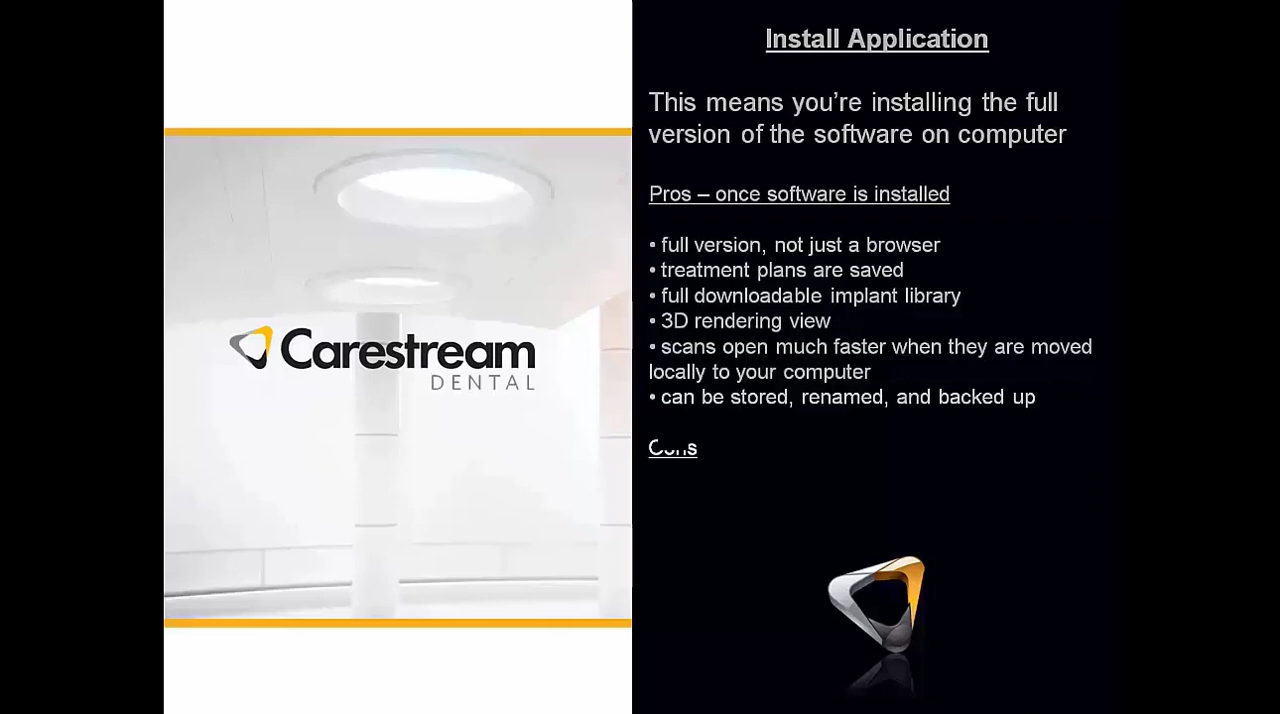 Carestream
DENTAL
Install Application
This means you’re installing the full
version of the software on computer
Pros – once software is installed
• full version, not just a browser
• treatment plans are saved
• full downloadable implant library
• 3D rendering view
• scans open much faster when they are moved
locally to your computer
• can be stored, renamed, and backed up
Cons